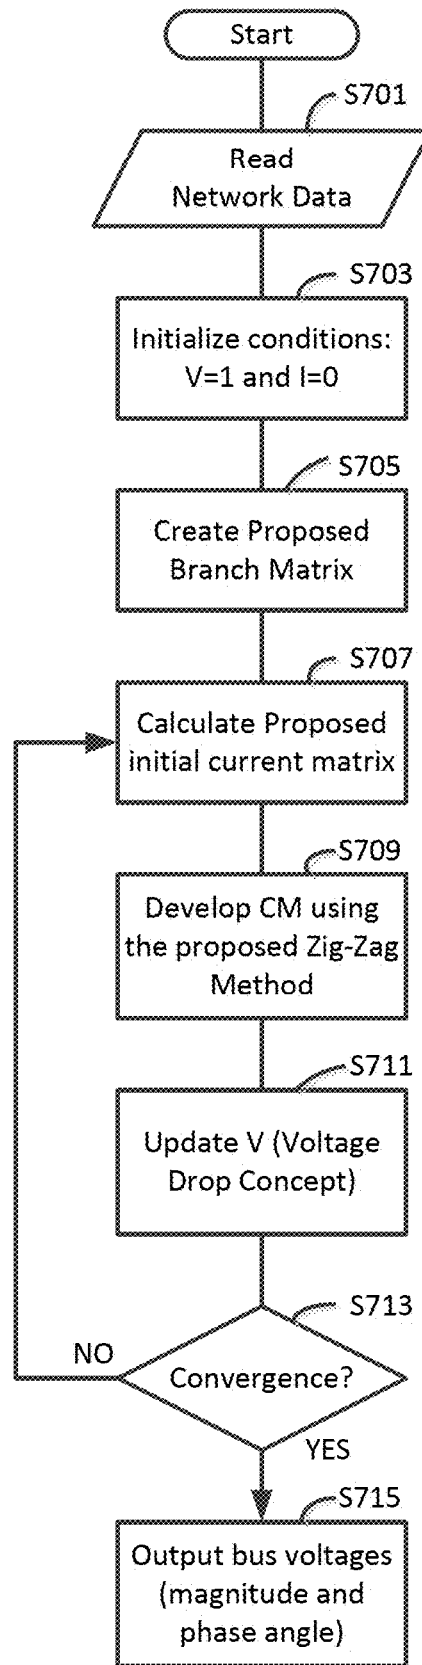 Start
S701
Read
Network Data
S703
Initialize conditions:
V=1 and I=0
S705
Create Proposed
Branch Matrix
S707
Calculate Proposed
initial current matrix
S709
Develop CM using
the proposed Zig-Zag
Method
S711
Update V (Voltage
Drop Concept)
S713
Convergence?
NO
YES
S715
Output bus voltages
(magnitude and
phase angle)